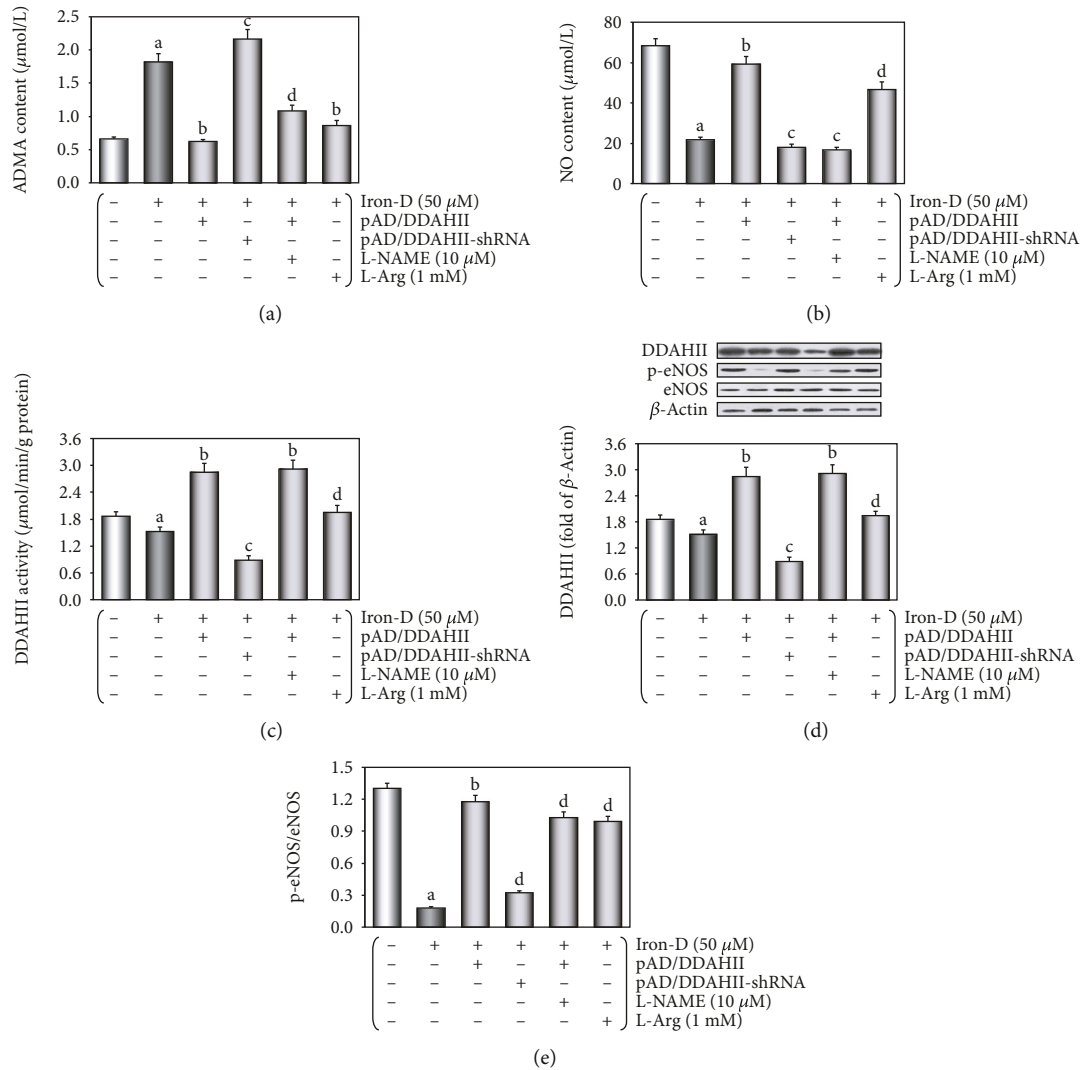 ADMA content (μmol/L)
2.5
2.0
1.5
1.0
0.5
0.0
a
b
c
d
b
– + + + + + Iron-D (50 μM)
– – + – + – pAD/DDAHII
– – – + – – pAD/DDAHII-shRNA
– – – – + – L-NAME (10 μM)
– – – – – + L-Arg (1 mM)
(a)
NO content (μmol/L)
80
60
40
20
0
a
b
c
c
d
– + + + + + Iron-D (50 μM)
– – + – + – pAD/DDAHII
– – – + – – pAD/DDAHII-shRNA
– – – – + – L-NAME (10 μM)
– – – – – + L-Arg (1 mM)
(b)
DDAHII activity (μmol/min/g protein)
3.6
3.0
2.4
1.8
1.2
0.6
0.0
a
b
c
b
d
– + + + + + Iron-D (50 μM)
– – + – + – pAD/DDAHII
– – – + – – pAD/DDAHII-shRNA
– – – – + – L-NAME (10 μM)
– – – – – + L-Arg (1 mM)
(c)
DDAHII
p-eNOS
eNOS
β-Actin
DDAHII (fold of β-Actin)
3.6
3.0
2.4
1.8
1.2
0.6
0.0
a
b
c
b
d
– + + + + + Iron-D (50 μM)
– – + – + – pAD/DDAHII
– – – + – – pAD/DDAHII-shRNA
– – – – + – L-NAME (10 μM)
– – – – – + L-Arg (1 mM)
(d)
p-eNOS/eNOS
1.5
1.2
0.9
0.6
0.3
0.0
a
b
d
d
d
– + + + + + Iron-D (50 μM)
– – + – + – pAD/DDAHII
– – – + – – pAD/DDAHII-shRNA
– – – – + – L-NAME (10 μM)
– – – – – + L-Arg (1 mM)
(e)